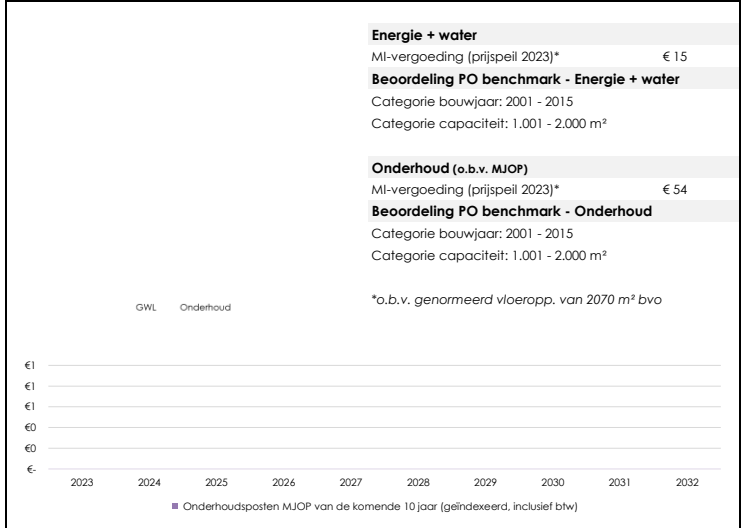 Energie + water
MI-vergoeding (prijspeil 2023)* € 15
Beoordeling PO benchmark - Energie + water
Categorie bouwjaar: 2001 - 2015
Categorie capaciteit: 1.001 - 2.000 m²
Onderhoud (o.b.v. MJOP)
MI-vergoeding (prijspeil 2023)* € 54
Beoordeling PO benchmark - Onderhoud
Categorie bouwjaar: 2001 - 2015
Categorie capaciteit: 1.001 - 2.000 m²
*o.b.v. genormeerd vloeropp. van 2070 m² bvo
GWL Onderhoud
€1
€1
€1
€0
€0
€-
2023 2024 2025 2026 2027 2028 2029 2030 2031 2032
Onderhoudsposten MJOP van de komende 10 jaar (geïndexeerd, inclusief btw)